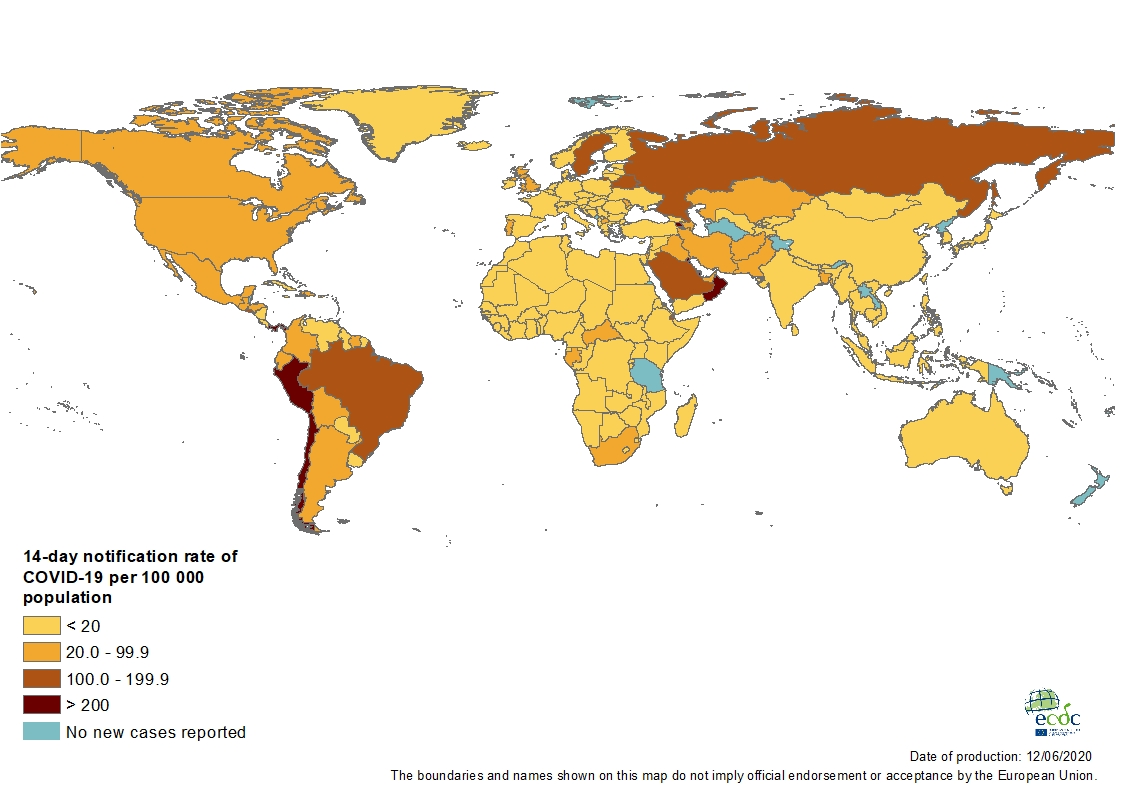 14-day notification rate of
COVID-19 per 100 000
population
< 20
20.0 - 99.9
100.0 - 199.9
> 200
No new cases reported
ecdc
Date of production: 12/06/2020
The boundaries and names shown on this map do not imply official endorsement or acceptance by the European Union.